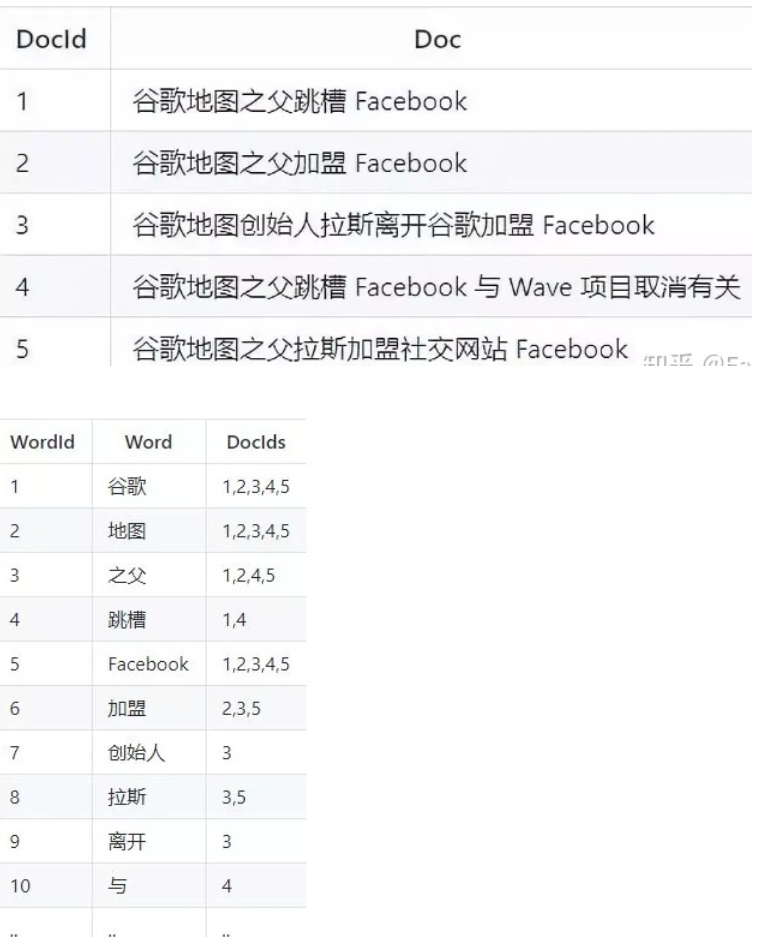 DocId Doc
1 谷歌地图之父跳槽 Facebook
2 谷歌地图之父加盟 Facebook
3 谷歌地图创始人拉斯离开谷歌加盟 Facebook
4 谷歌地图之父跳槽 Facebook 与 Wave 项目取消有关
5 谷歌地图之父拉斯加盟社交网站 Facebook
WordId Word DocIds
1 谷歌 1,2,3,4,5
2 地图 1,2,3,4,5
3 之父 1,2,4,5
4 跳槽 1,4
5 Facebook 1,2,3,4,5
6 加盟 2,3,5
7 创始人 3
8 拉斯 3,5
9 离开 3
10 与 4
.. .. ..